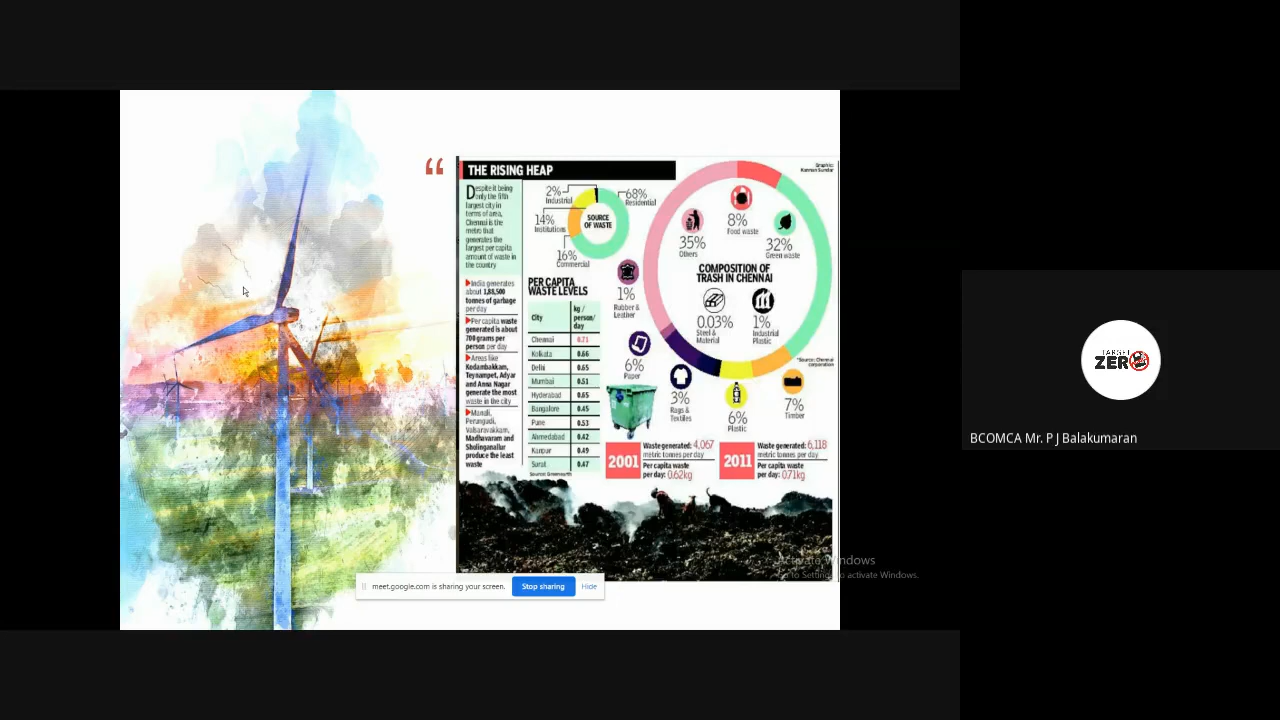 “
THE RISING HEAP
Graphic:
Kannan Sundar
Despite it being
only the fifth
largest city in
terms of area,
Chennai is the
metro that
generates the
largest per capita
amount of waste in
the country
India generates
about 1,88,500
tonnes of garbage
per day
Per capita waste
generated is about
700 grams per
person per day
Areas like
Kodambakkam,
Teynampet, Adyar
and Anna Nagar
generate the most
waste in the city
Manali,
Perungudi,
Valsaravakkam,
Madhavaram and
Sholinganallur
produce the least
waste
2%
Industrial
68%
Residential
14%
Institutions
16%
Commercial
SOURCE
OF WASTE
PER CAPITA
WASTE LEVELS
City kg /
person/
day
Chennai 0.71
Kolkata 0.66
Delhi 0.65
Mumbai 0.51
Hyderabad 0.65
Bangalore 0.45
Pune 0.53
Ahmedabad 0.42
Kanpur 0.49
Surat 0.47
COMPOSITION OF
TRASH IN CHENNAI
8%
Food waste
35%
Others
32%
Green waste
0.03%
Steel &
Material
1%
Industrial
Plastic
1%
Rubber &
Leather
6%
Paper
3%
Rags &
Textiles
6%
Plastic
7%
Timber
*Source: Chennai
corporation
2001
Waste generated: 4,067
metric tonnes per day
Per capita waste
per day: 0.62kg
2011
Waste generated: 6,118
metric tonnes per day
Per capita waste
per day: 0.71kg
meet.google.com is sharing your screen.
Stop sharing
Hide
Activate Windows
to Settings to activate Windows.
TARGET
ZERO
BCOMCA Mr. P J Balakumaran